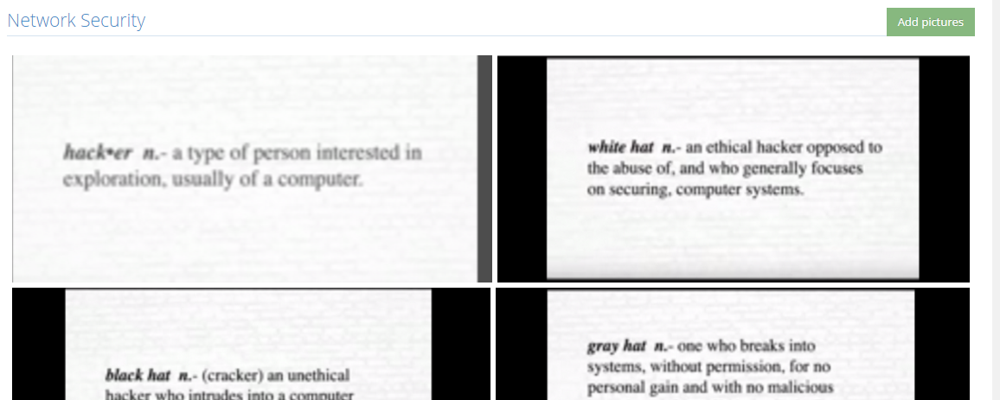 Network Security
Add pictures
hack•er n.- a type of person interested in
exploration, usually of a computer.
white hat n.- an ethical hacker opposed to
the abuse of, and who generally focuses
on securing, computer systems.
black hat n.- (cracker) an unethical
hacker who intrudes into a computer
gray hat n.- one who breaks into
systems, without permission, for no
personal gain and with no malicious